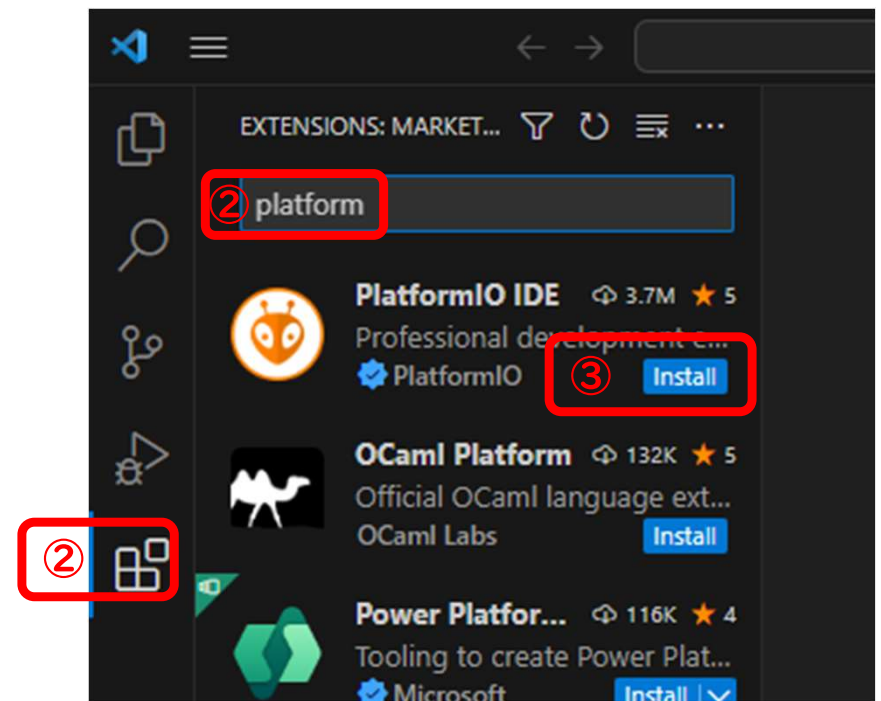 EXTENSIONS: MARKET...
② platform
PlatformIO IDE 3.7M ★ 5
Professional development e...
PlatformIO ③ Install
OCaml Platform 132K ★ 5
Official OCaml language ext...
OCaml Labs Install
②
Power Platfor... 116K ★ 4
Tooling to create Power Plat...
Microsoft Install